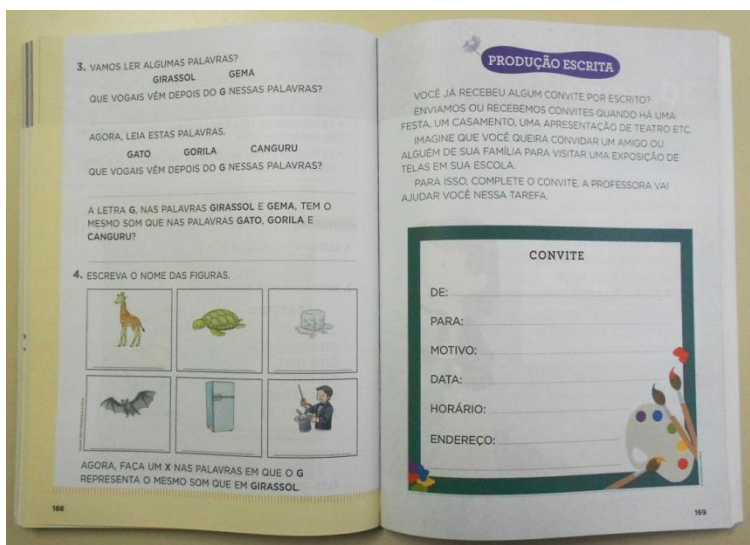 3. VAMOS LER ALGUMAS PALAVRAS?
GIRASSOL GEMA
QUE VOGAIS VÊM DEPOIS DO G NESSAS PALAVRAS?
AGORA, LEIA ESTAS PALAVRAS.
GATO GORILA CANGURU
QUE VOGAIS VÊM DEPOIS DO G NESSAS PALAVRAS?
A LETRA G, NAS PALAVRAS GIRASSOL E GEMA, TEM O
MESMO SOM QUE NAS PALAVRAS GATO, GORILA E
CANGURU?
4. ESCREVA O NOME DAS FIGURAS.
AGORA, FAÇA UM X NAS PALAVRAS EM QUE O G
REPRESENTA O MESMO SOM QUE EM GIRASSOL.
168
PRODUÇÃO ESCRITA
VOCÊ JÁ RECEBEU ALGUM CONVITE POR ESCRITO?
ENVIAMOS OU RECEBEMOS CONVITES QUANDO HÁ UMA
FESTA, UM CASAMENTO, UMA APRESENTAÇÃO DE TEATRO ETC.
IMAGINE QUE VOCÊ QUEIRA CONVIDAR UM AMIGO OU
ALGUÉM DE SUA FAMÍLIA PARA VISITAR UMA EXPOSIÇÃO DE
TELAS EM SUA ESCOLA.
PARA ISSO, COMPLETE O CONVITE. A PROFESSORA VAI
AJUDAR VOCÊ NESSA TAREFA.
CONVITE
DE:
PARA:
MOTIVO:
DATA:
HORÁRIO:
ENDEREÇO:
169